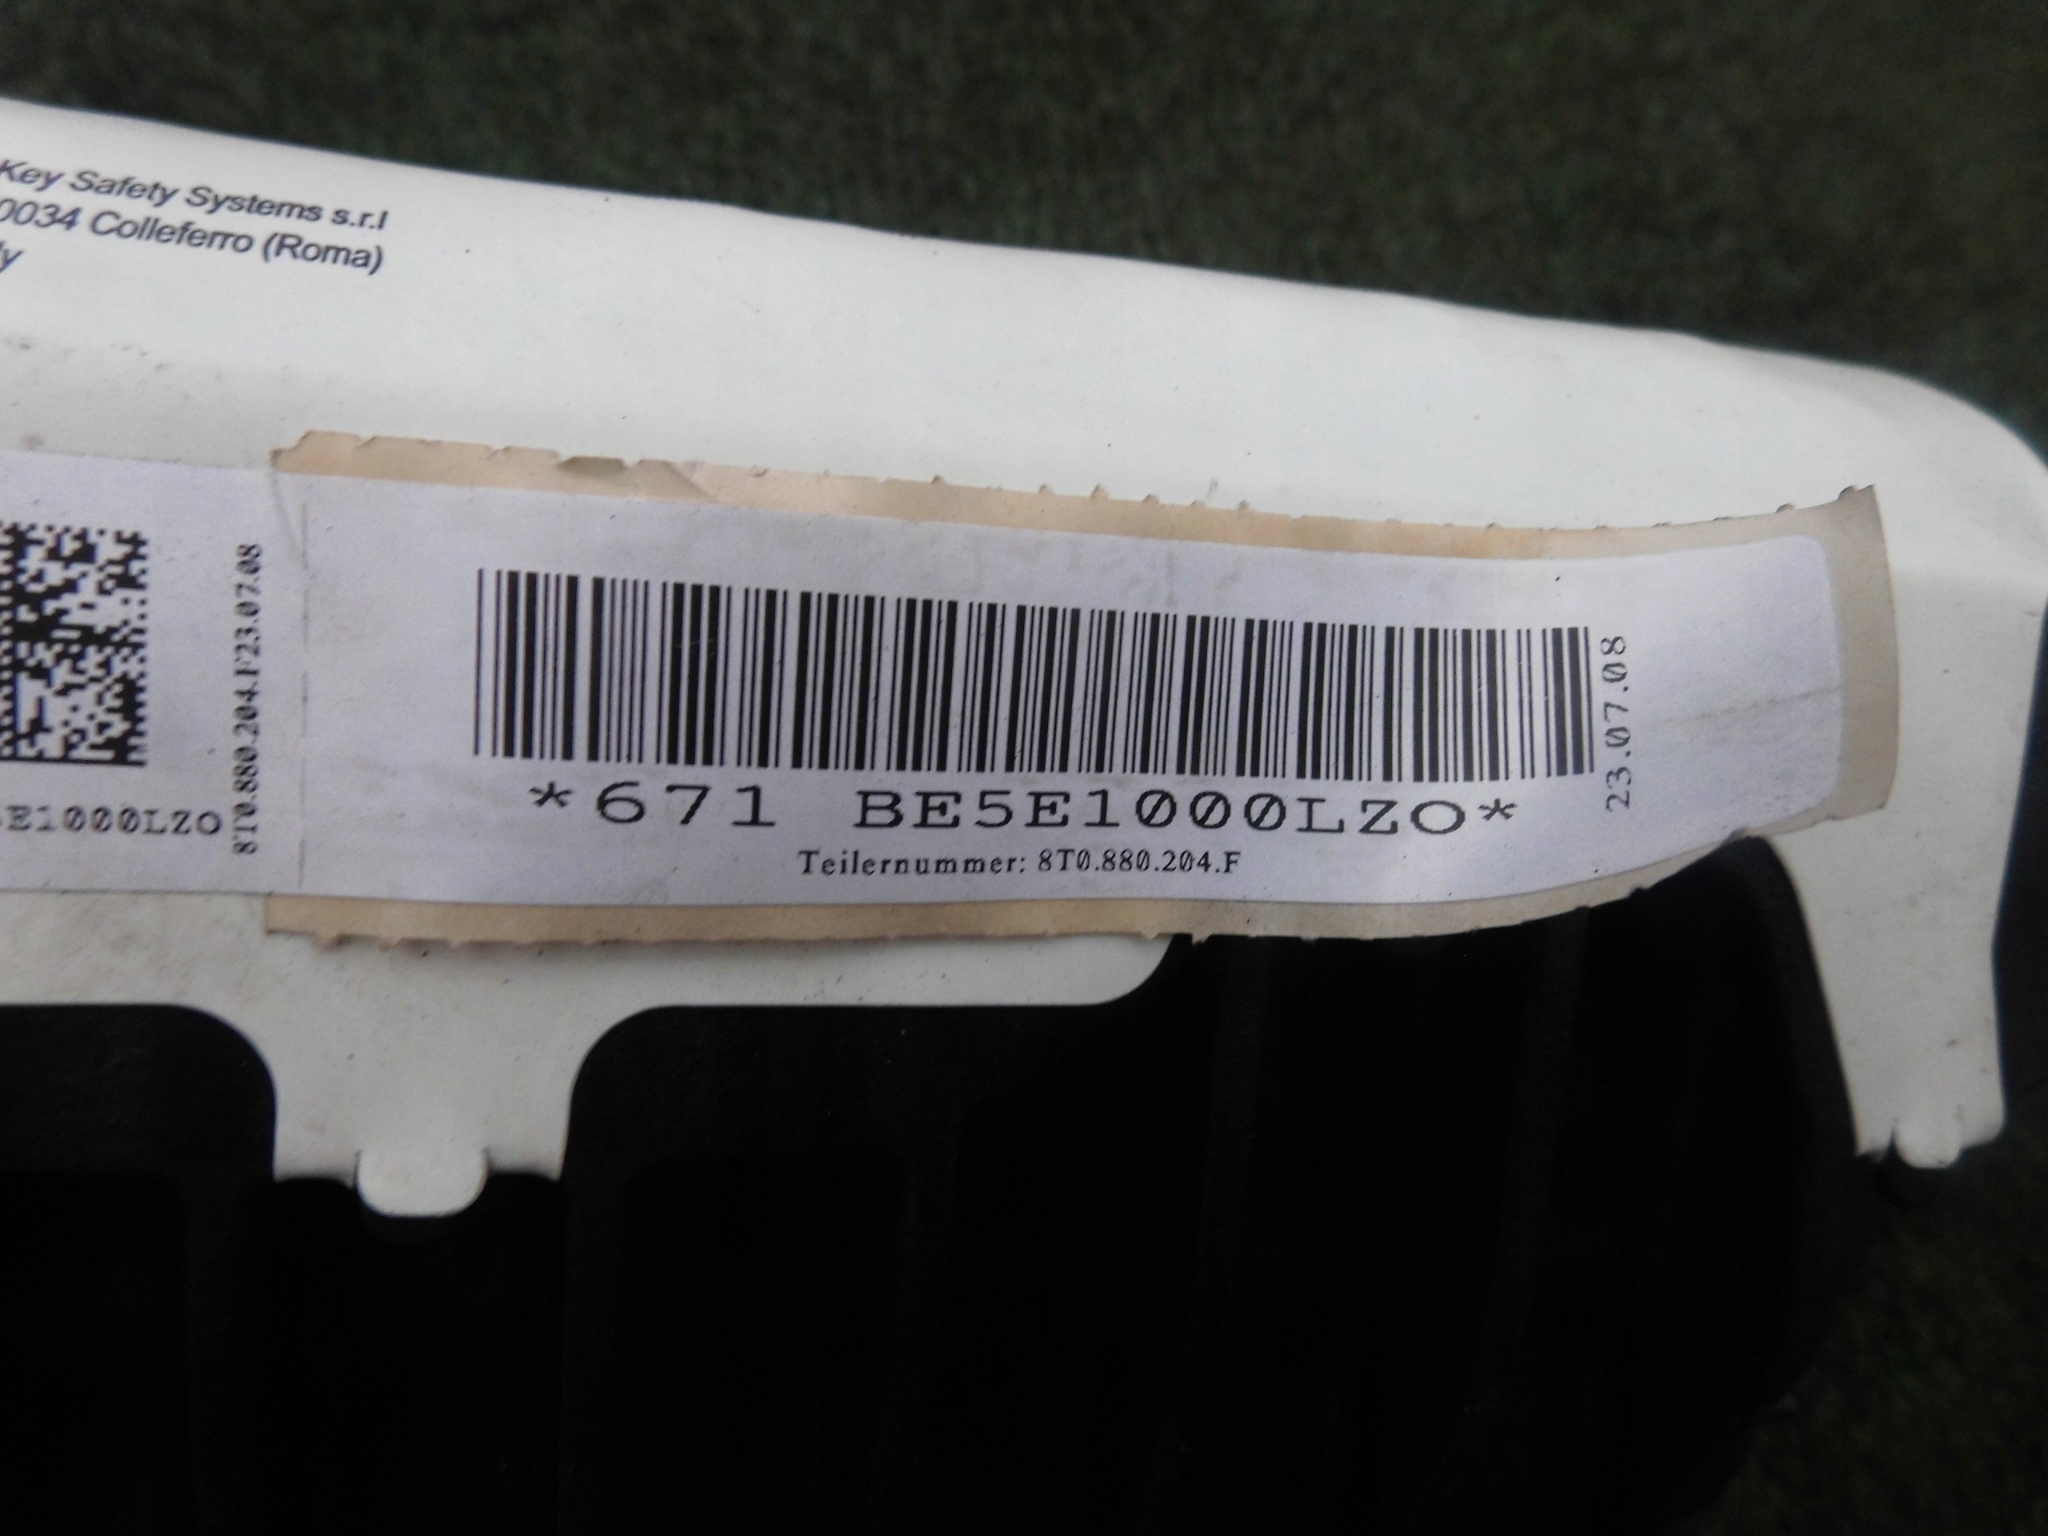 Key Safety Systems s.r.l
0034 Colleferro (Roma)
ly
E1000LZO
8T0.880.204.F23.07.08
*671 BE5E1000LZO*
Teilernummer: 8T0.880.204.F
23.07.08